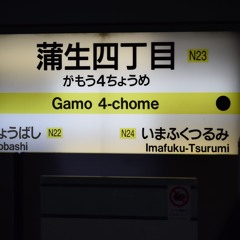 蒲生四丁目 N23
がもう4ちょうめ
Gamo 4-chome
ょうばし N22 N24 いまふくつるみ
obashi Imafuku-Tsurumi